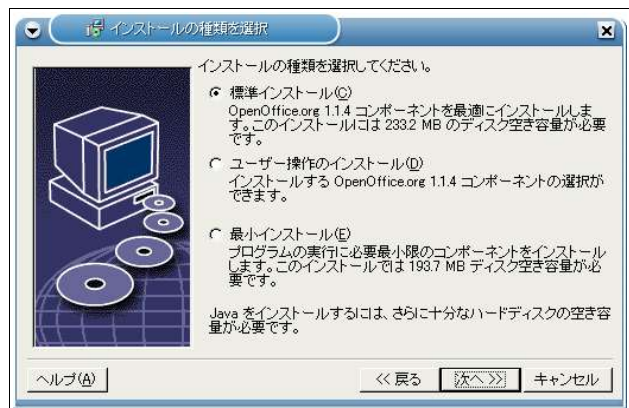 インストールの種類を選択
インストールの種類を選択してください。
標準インストール(C)
OpenOffice.org 1.1.4 コンポーネントを最適にインストールしま
す。このインストールには 233.2 MB のディスク空き容量が必要
です。
ユーザー操作のインストール(D)
インストールする OpenOffice.org 1.1.4 コンポーネントの選択が
できます。
最小インストール(E)
プログラムの実行に必要最小限のコンポーネントをインストール
します。このインストールでは 193.7 MB ディスク空き容量が必
要です。
Java をインストールするには、さらに十分なハードディスクの空き容
量が必要です。
ヘルプ(A)
<< 戻る
次へ >>
キャンセル